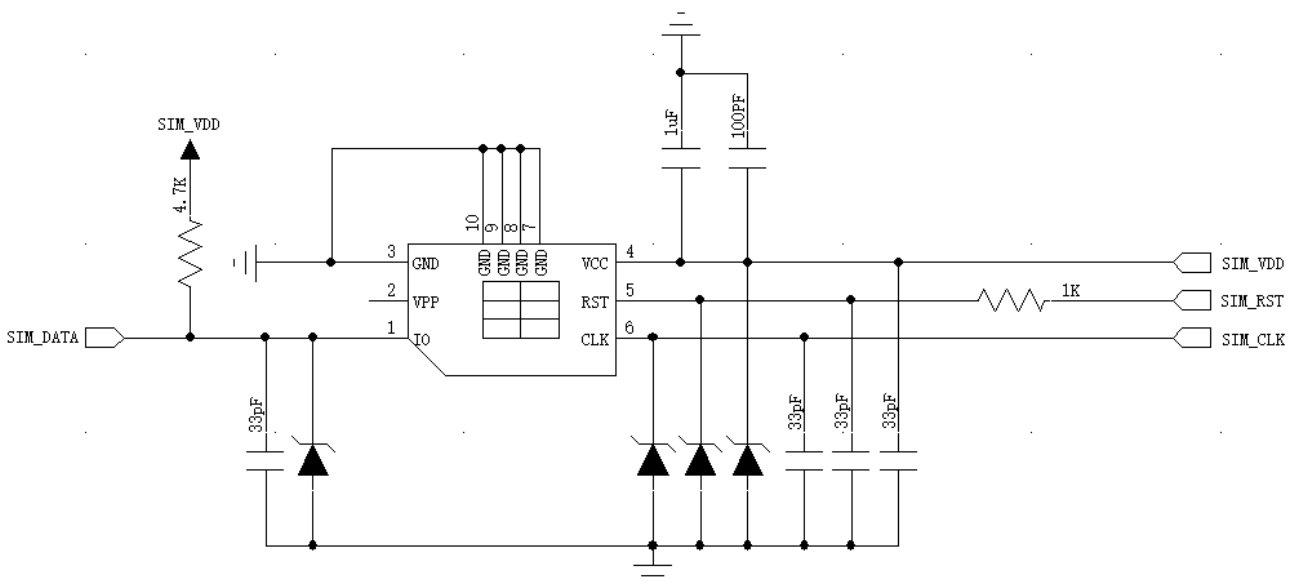 1uF
100PF
SIM_VDD
4.7K
10
9
8
7
3
GND
GND
GND
GND
GND
VCC
4
SIM_VDD
2
VPP
RST
5
1K
SIM_RST
SIM_DATA
1
IO
CLK
6
SIM_CLK
33pF
33pF
33pF
33pF